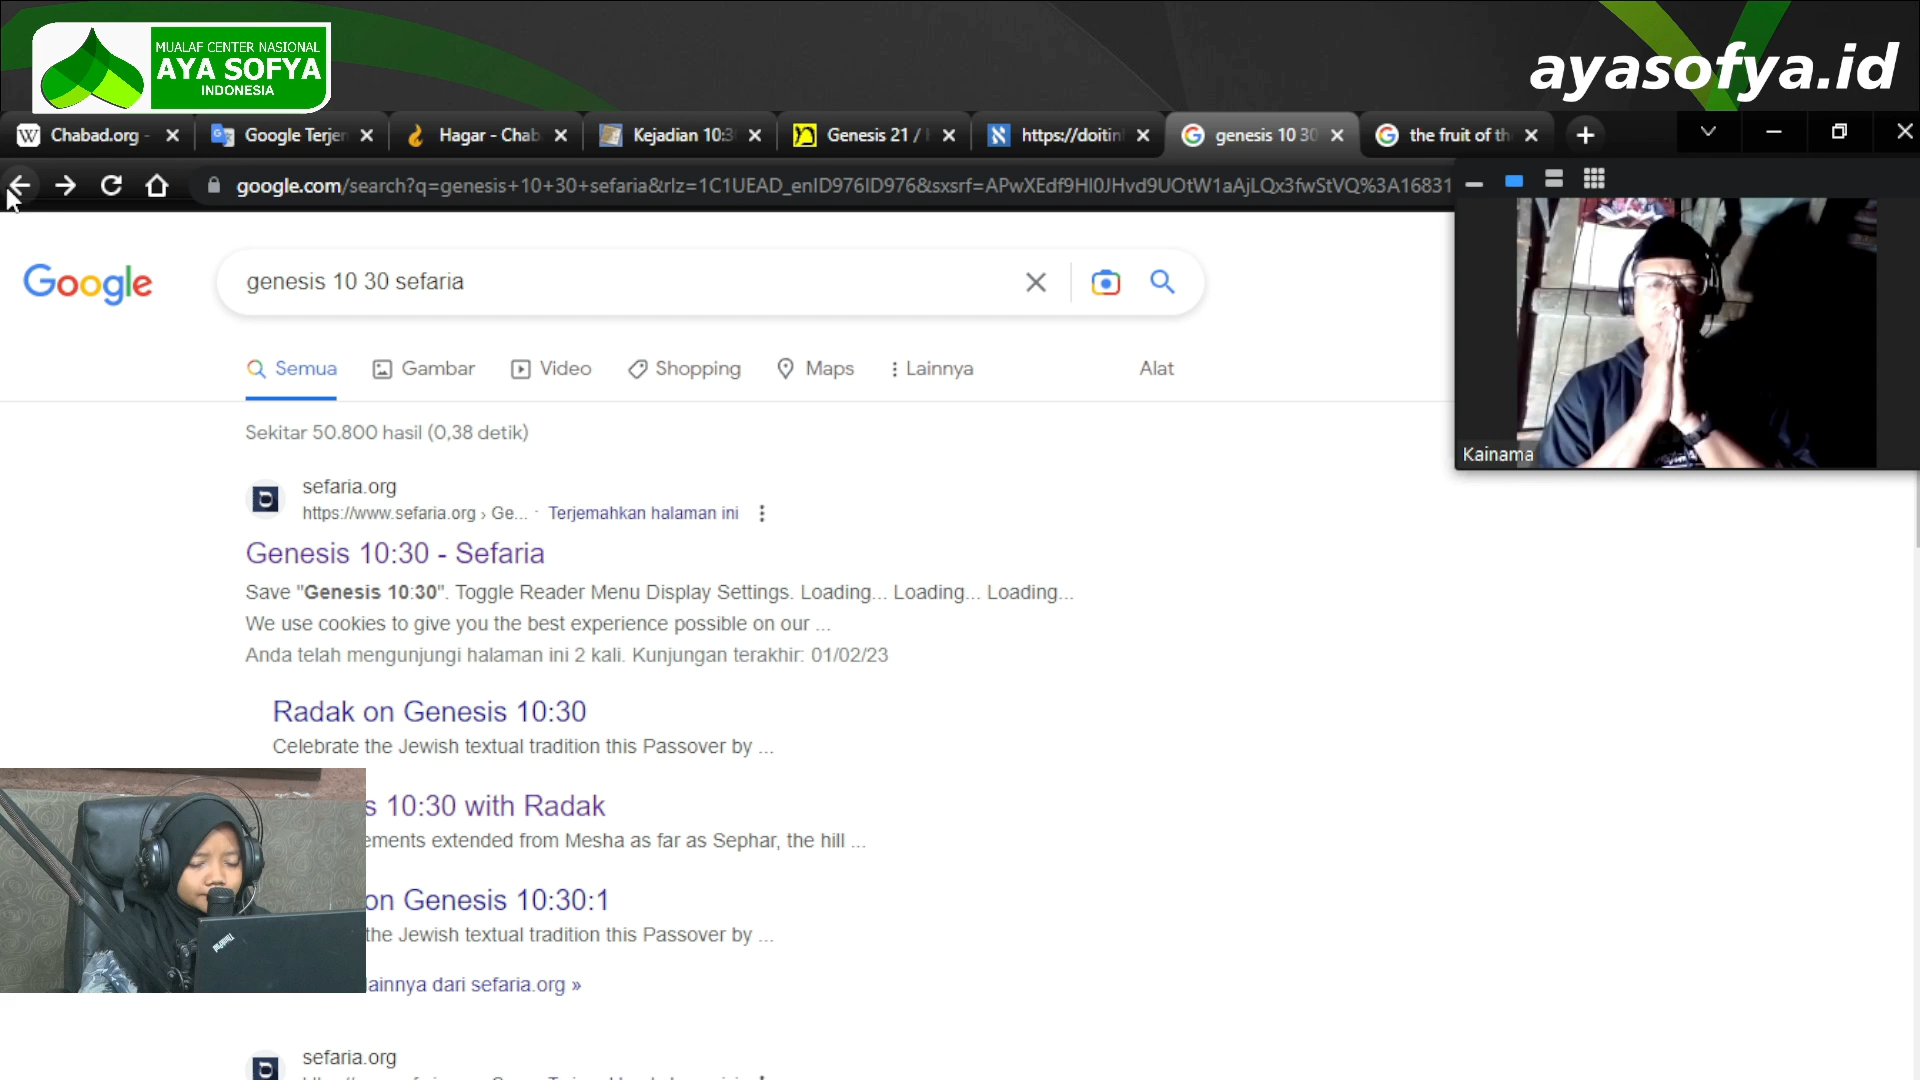 MUALAF CENTER NASIONAL
AYA SOFYA
INDONESIA
ayasofya.id
Chabad.org -
Google Terjen
Hagar - Chab
Kejadian 10:3
Genesis 21 /
https://doitin
genesis 10 30
the fruit of th
google.com/search?q=genesis+10+30+sefaria&rlz=1C1UEAD_enID976ID976&sxsrf=APwXEdf9HI0JHvd9UOtW1aAjLQx3fwStVQ%3A16831
Google
genesis 10 30 sefaria
Semua
Gambar
Video
Shopping
Maps
Lainnya
Alat
Kainama
Sekitar 50.800 hasil (0,38 detik)
sefaria.org
https://www.sefaria.org › Ge... · Terjemahkan halaman ini
Genesis 10:30 - Sefaria
Save "Genesis 10:30". Toggle Reader Menu Display Settings. Loading... Loading... Loading...
We use cookies to give you the best experience possible on our ...
Anda telah mengunjungi halaman ini 2 kali. Kunjungan terakhir: 01/02/23
Radak on Genesis 10:30
Celebrate the Jewish textual tradition this Passover by ...
s 10:30 with Radak
ements extended from Mesha as far as Sephar, the hill ...
on Genesis 10:30:1
the Jewish textual tradition this Passover by ...
lainnya dari sefaria.org »
ThinkPad
sefaria.org